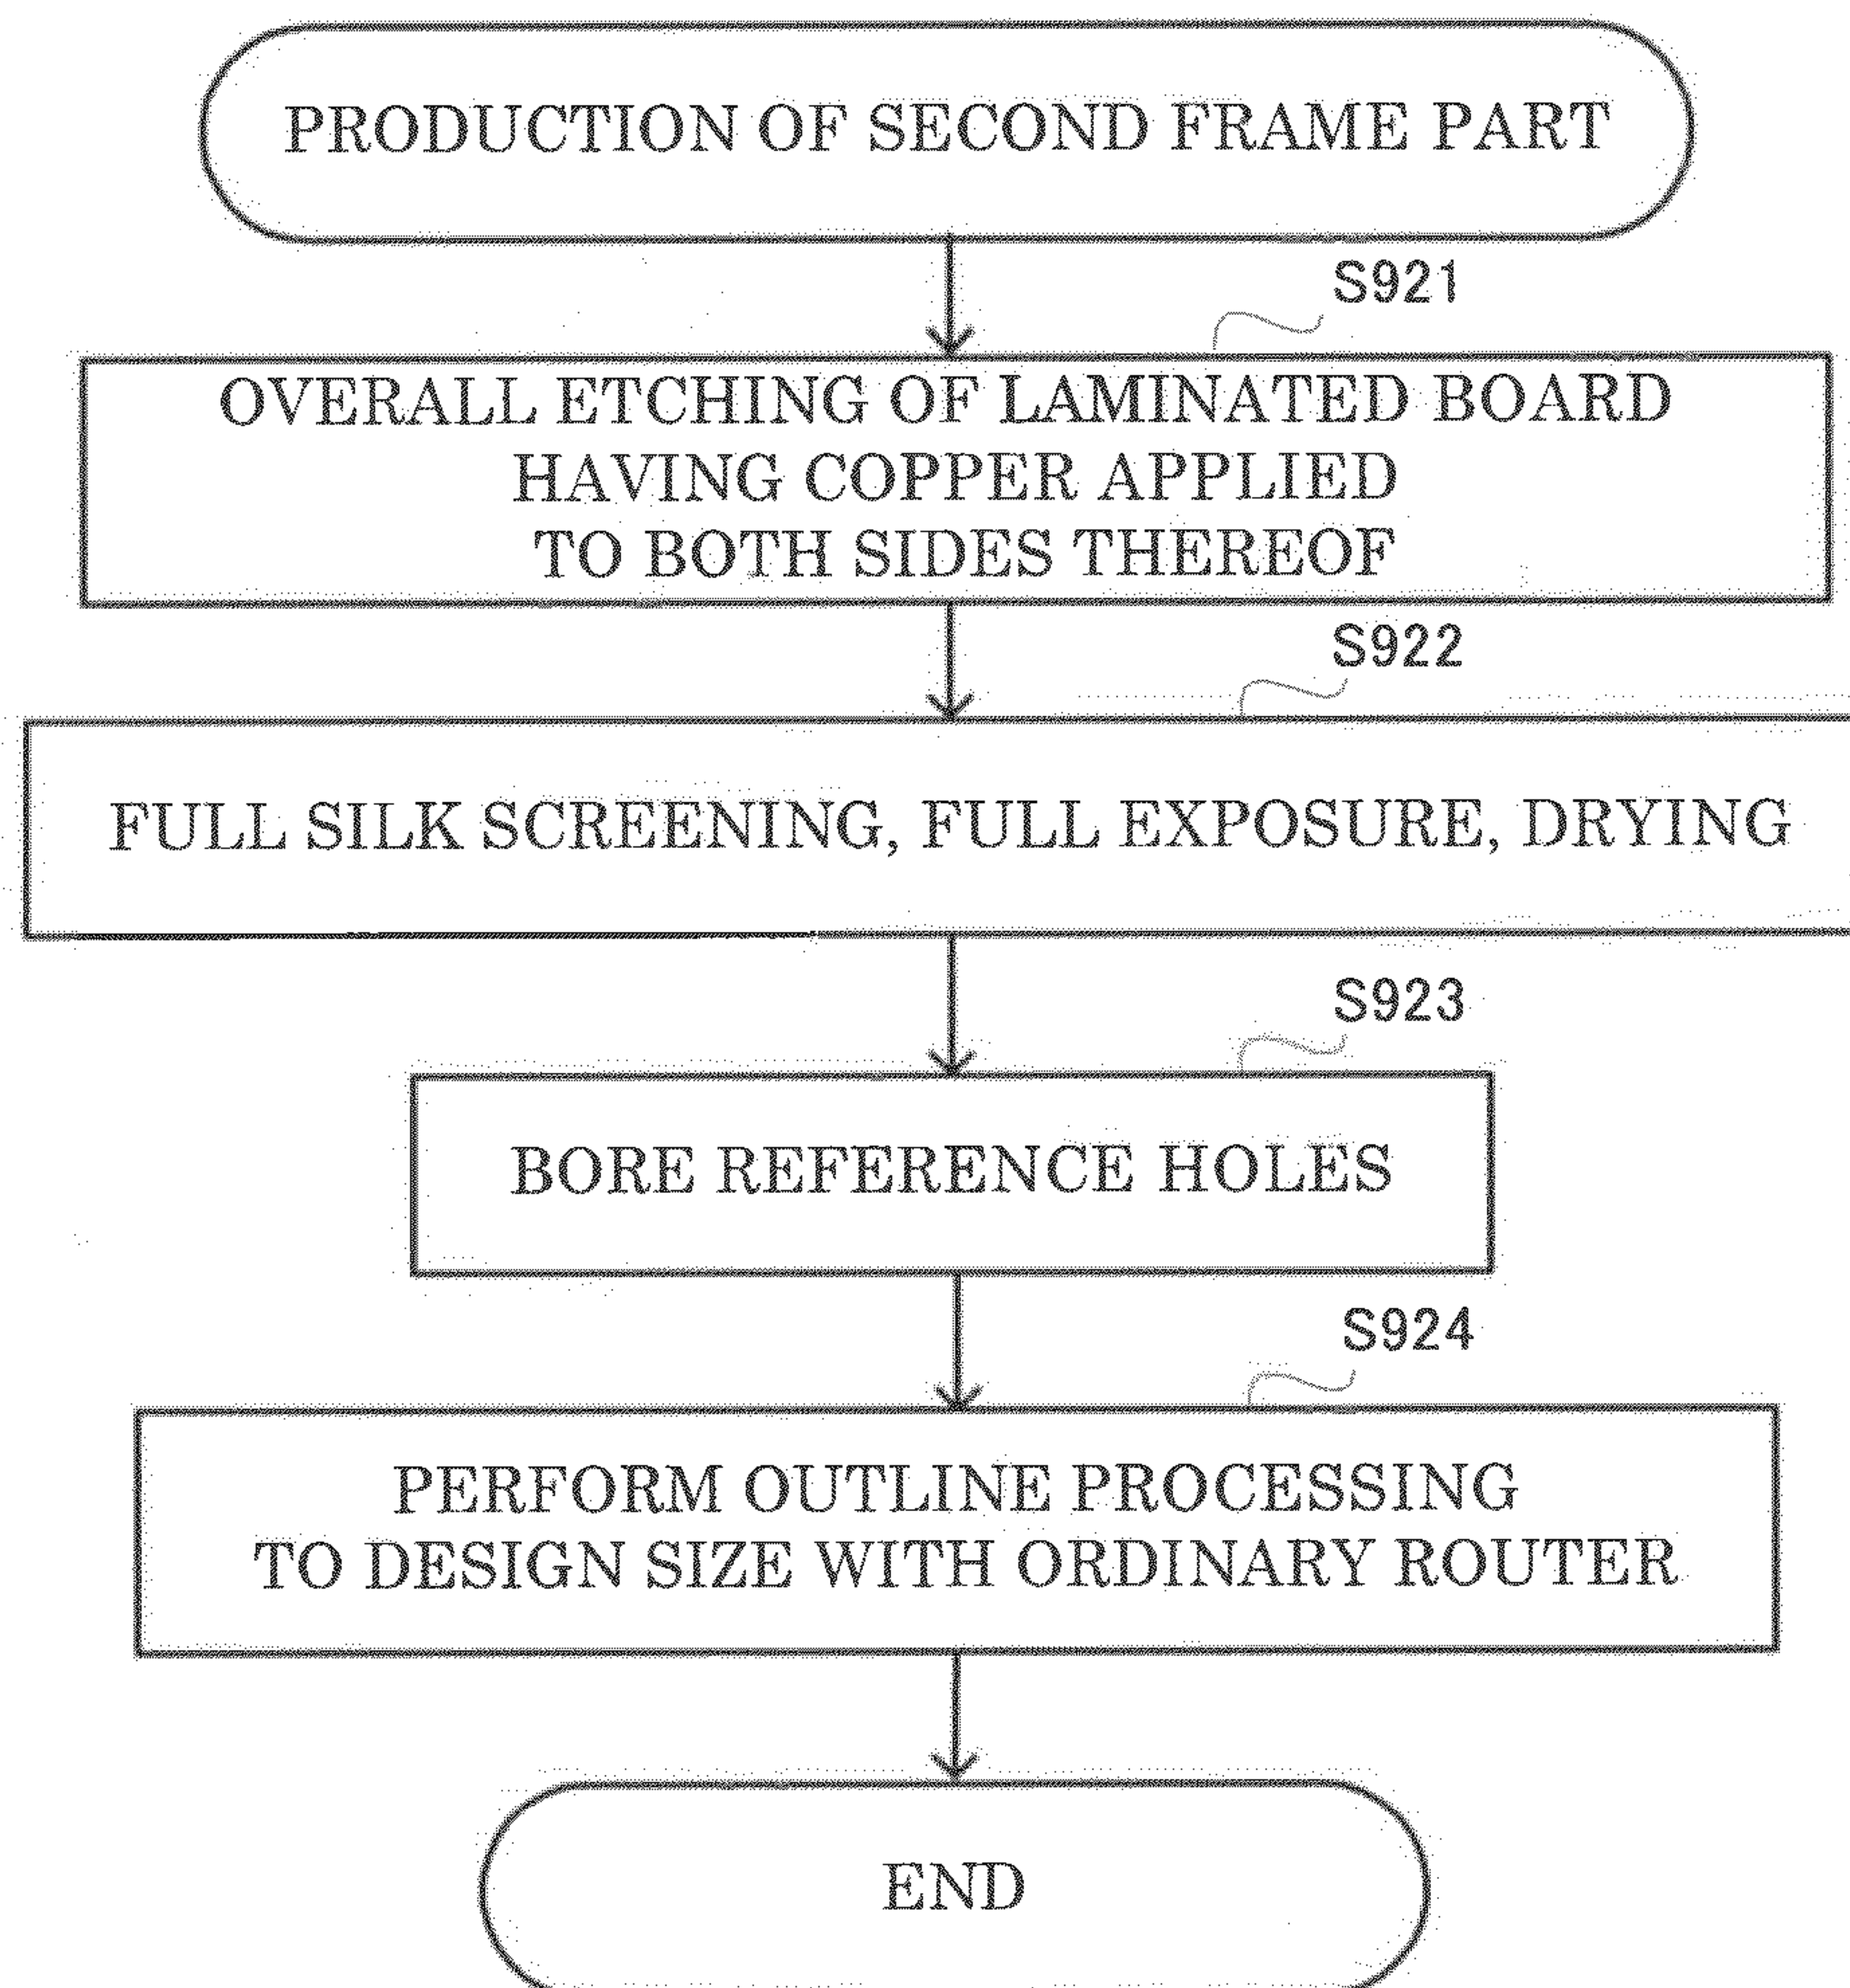 PRODUCTION OF SECOND FRAME PART
S921
OVERALL ETCHING OF LAMINATED BOARD
HAVING COPPER APPLIED
TO BOTH SIDES THEREOF
S922
FULL SILK SCREENING, FULL EXPOSURE, DRYING
S923
BORE REFERENCE HOLES
S924
PERFORM OUTLINE PROCESSING
TO DESIGN SIZE WITH ORDINARY ROUTER
END